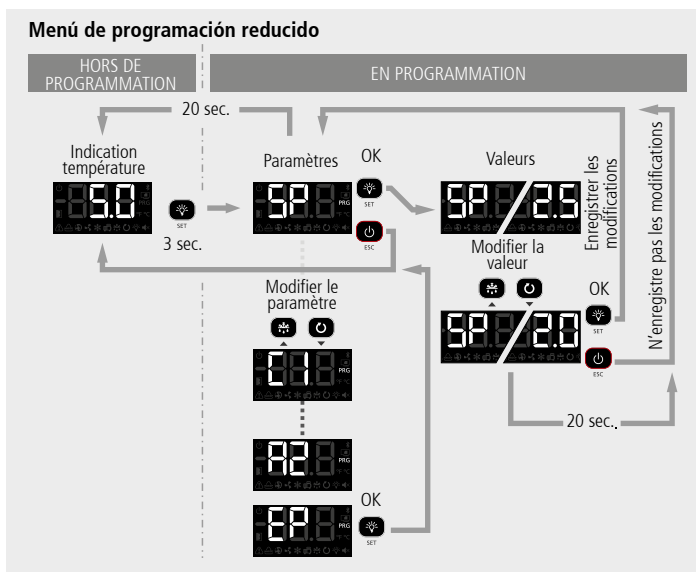 Menú de programación reducido
HORS DE
PROGRAMMATION
EN PROGRAMMATION
20 sec.
Indication
température
5.0
PRG
SET
3 sec.
Paramètres
SP
PRG
OK
SET
ESC
Valeurs
SP / 2.5
Modifier la
valeur
SP / 2.0
OK
SET
ESC
20 sec..
Enregistrer les
modifications
N'enregistre pas les modifications
Modifier le
paramètre
C1
PRG
A2
PRG
EP
PRG
OK
SET